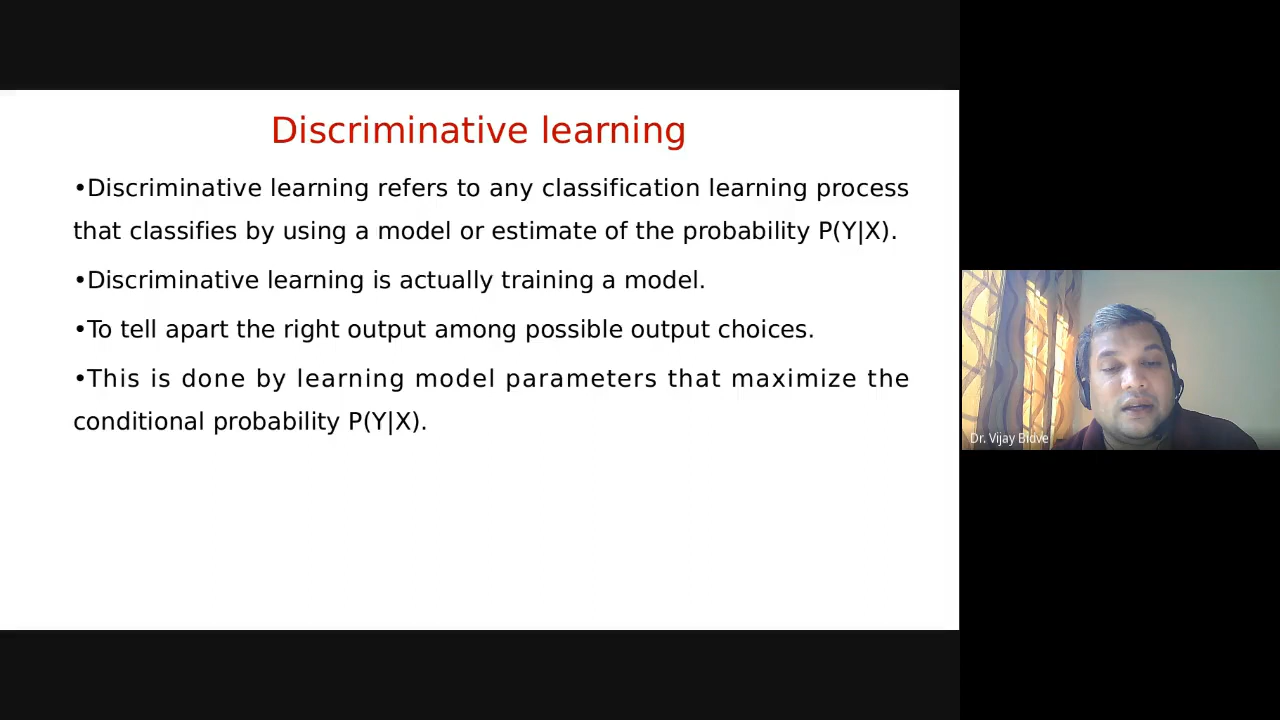 Discriminative learning
•Discriminative learning refers to any classification learning process
that classifies by using a model or estimate of the probability P(Y|X).
•Discriminative learning is actually training a model.
•To tell apart the right output among possible output choices.
•This is done by learning model parameters that maximize the
conditional probability P(Y|X).
Dr. Vijay Bidve